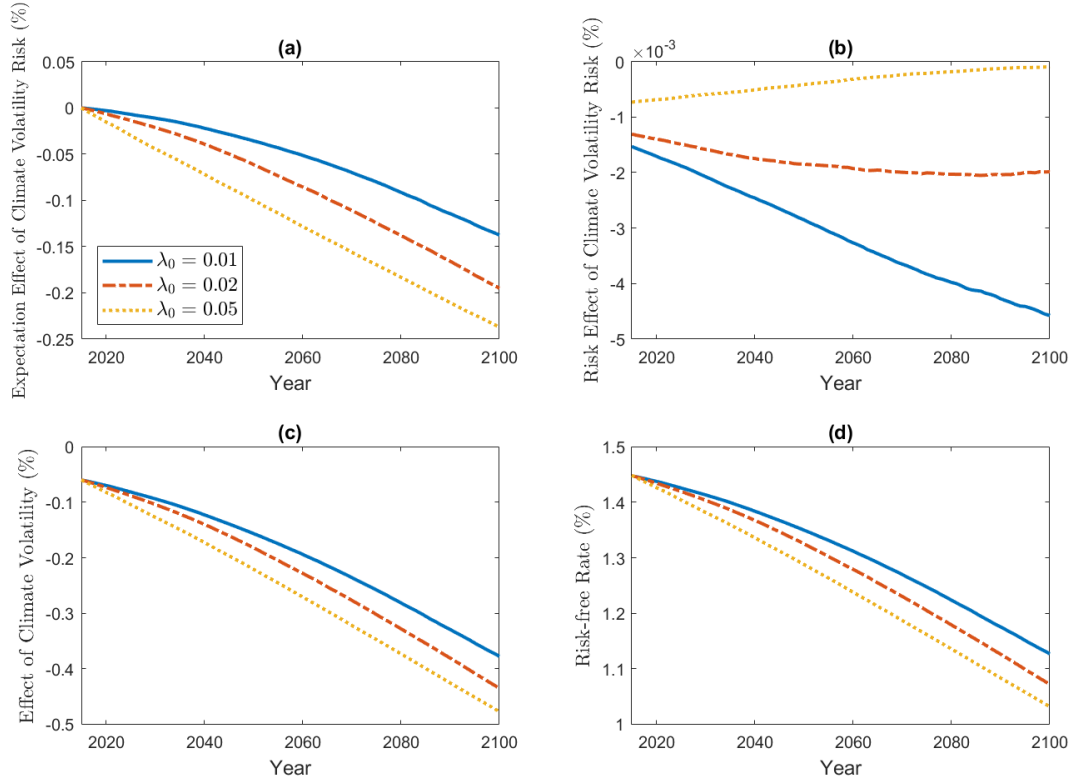 (a)
Expectation Effect of Climate Volatility Risk (%)
0.05
0
-0.05
-0.1
-0.15
-0.2
-0.25
λ₀ = 0.01
λ₀ = 0.02
λ₀ = 0.05
2020 2040 2060 2080 2100
Year
(b)
×10⁻³
Risk Effect of Climate Volatility Risk (%)
0
-1
-2
-3
-4
-5
2020 2040 2060 2080 2100
Year
(c)
Effect of Climate Volatility (%)
0
-0.1
-0.2
-0.3
-0.4
-0.5
2020 2040 2060 2080 2100
Year
(d)
Risk-free Rate (%)
1.5
1.4
1.3
1.2
1.1
1
2020 2040 2060 2080 2100
Year